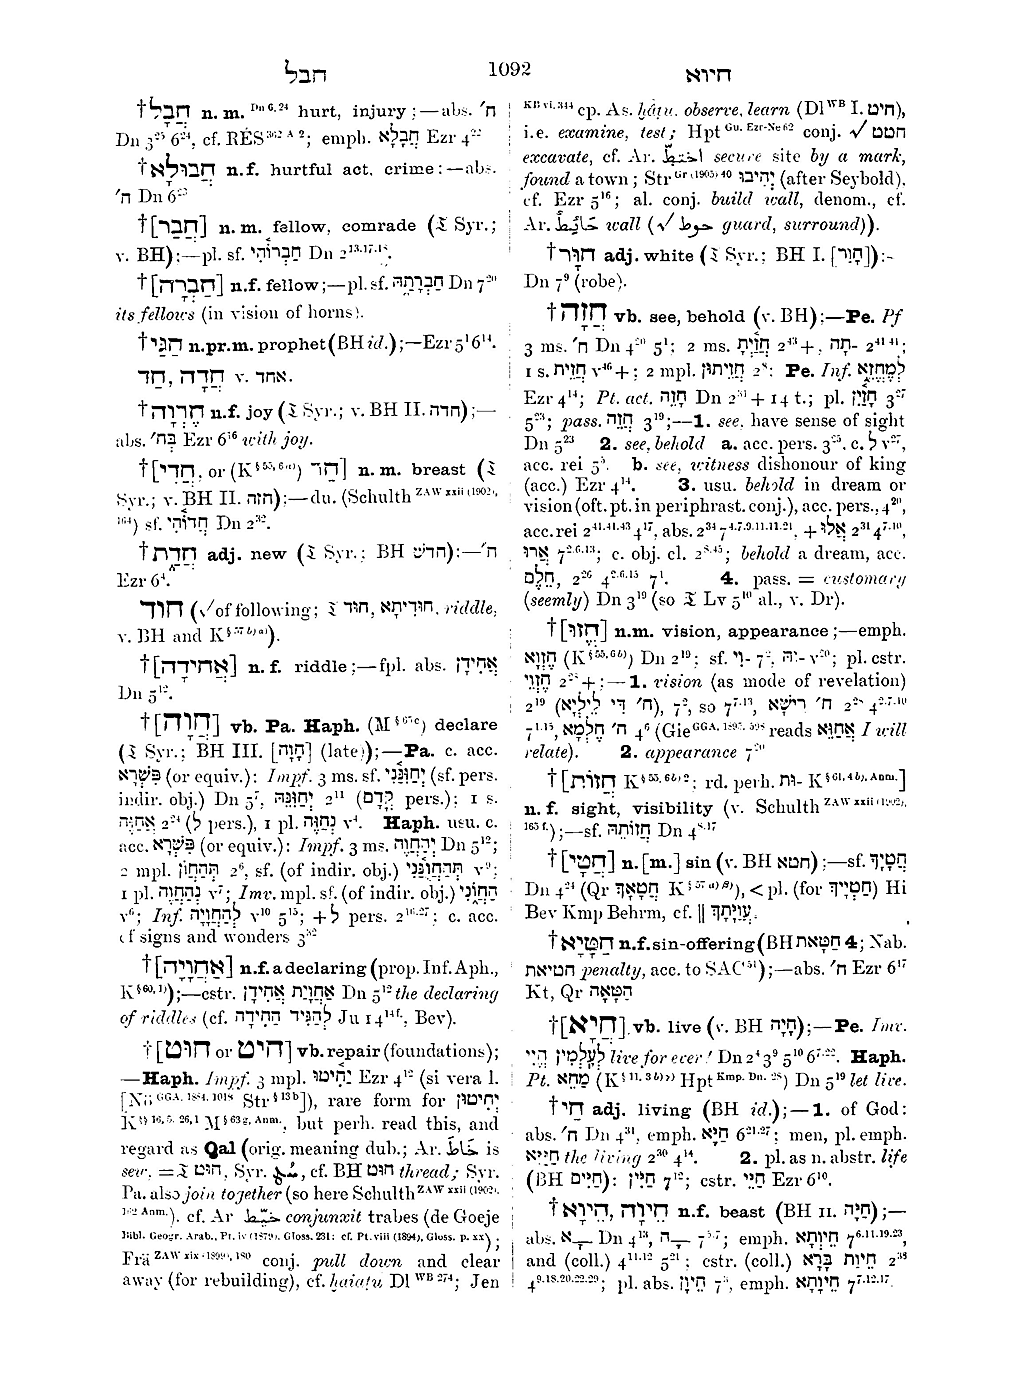 חבל 1092 חיוא
†חֲבָל n. m. Dn 6, 24 hurt, injury;—abs. ח׳
Dn 3²⁵ 6²⁴, cf. RÉS 362 A 2; emph. חֲבָלָא Ezr 4²²
†חֲבוּלָא n.f. hurtful act, crime:—abs.
ח׳ Dn 6²³
†[חֲבַר] n. m. fellow, comrade (𝔗 Syr.;
v. BH);—pl. sf. חַבְרוֹהִי Dn 2¹³·¹⁷·¹⁸.
†[חַבְרָה] n.f. fellow;—pl. sf. חַבְרָתַהּ Dn 7²⁰
its fellows (in vision of horns).
†חַגַּי n.pr.m. prophet (BH id.);—Ezr 5¹ 6¹⁴.
חַד, חֲדָה v. אחד.
†חֶדְוָה n.f. joy (𝔗 Syr.; v. BH II. חדה);—
abs. בְּח׳ Ezr 6¹⁶ with joy.
†[חֲדִי, or (K § 55, 6 a)) חַד] n. m. breast (𝔗
Syr.; v. BH II. חזה);—du. (Schulth ZAW xxii (1902),
164) sf. חֲדוֹהִי Dn 2³².
†חֲדַת adj. new (𝔗 Syr.; BH חדשׁ):—ח׳
Ezr 6⁴.
חוד (√of following; 𝔗 חוּד, חוּדִיתָא, riddle,
v. BH and K § 57 b) a)).
†[אֲחִידָה] n. f. riddle;—fpl. abs. אֲחִידָן
Dn 5¹².
†[חוה] vb. Pa. Haph. (M § 67 c) declare
(𝔗 Syr.; BH III. [חָוָה] (late));—Pa. c. acc.
פִּשְׁרָא (or equiv.): Impf. 3 ms. sf. יְחַוִּנַּנִי (sf. pers.
indir. obj.) Dn 5⁷, יְחַוִּנַּהּ 2¹¹ (קֳדָם pers.); 1 s.
אֲחַוֵּה 2²⁴ (לְ pers.), 1 pl. נְחַוֵּה v⁴. Haph. usu. c.
acc. פִּשְׁרָא (or equiv.): Impf. 3 ms. יְהַחֲוֵה Dn 5¹²;
2 mpl. תְּהַחֲוֹן 2⁶, sf. (of indir. obj.) תְּהַחֲוֻנַּנִי v⁹;
1 pl. נְהַחֲוֵה v⁷; Imv. mpl. sf. (of indir. obj.) הַחֲוֹנִי
v⁶; Inf. לְהַחֲוָיָה v¹⁰ 5¹⁵; + לְ pers. 2¹⁶·²⁷; c. acc.
of signs and wonders 3³²
†[אַחֲוָיָה] n.f. a declaring (prop. Inf. Aph.,
K § 60, 1));—cstr. אַחֲוָיַת אֲחִידָן Dn 5¹² the declaring
of riddles (cf. לְהַגִּיד הַחִידָה Ju 14¹⁴ᶠ·, Bev).
†[חוּט or חִיט] vb. repair (foundations);
—Haph. Impf. 3 mpl. יַחִיטוּ Ezr 4¹² (si vera l.
[Nö GGA. 1884, 1018 Str § 13 b]), rare form for יְחִיטוּן
K §§ 16, 5. 26, 1 M § 63 g, Anm., but perh. read this, and
regard as Qal (orig. meaning dub.; Ar. خَاطَ is
sew, = 𝔗 חוּט, Syr. , cf. BH חוּט thread; Syr.
Pa. also join together (so here Schulth ZAW xxii (1902),
162 Anm.). cf. Ar خيّط conjunxit trabes (de Goeje
Bibl. Geogr. Arab., Pt. iv (1879), Gloss. 231; cf. Pt. viii (1894), Gloss. p. xx);
Frä ZAW xix (1899), 180 conj. pull down and clear
away (for rebuilding), cf. ḫaiaṭu Dl WB 274; Jen
KB vi, 344 cp. As. ḫâṭu, observe, learn (Dl WB I. חיט),
i.e. examine, test; Hpt Gu. Ezr-Ne 62 conj. √ חטט
excavate, cf. Ar. اختطّ secure site by a mark,
found a town; Str Gr (1905) 40 יְהִיבוּ (after Seybold),
cf. Ezr 5¹⁶; al. conj. build wall, denom., cf.
Ar. حَائِط wall (√ حوط guard, surround)).
†חִוָּר adj. white (𝔗 Syr.; BH I. [חָוַר]):-
Dn 7⁹ (robe).
†חֲזָה vb. see, behold (v. BH);—Pe. Pf
3 ms. ח׳ Dn 4²⁰ 5¹; 2 ms. חֲזַיְתָ 2⁴³ +, -תָה 2⁴¹·⁴¹;
1 s. חֲזֵית v⁴⁶ +; 2 mpl. חֲזֵיתוּן 2⁸: Pe. Inf. לְמֶחֱזֵא
Ezr 4¹⁴; Pt. act. חָזֵה Dn 2³¹ + 14 t.; pl. חָזַיִן 3²⁷
5²³; pass. חֲזֵה 3¹⁹;—1. see, have sense of sight
Dn 5²³ 2. see, behold a. acc. pers. 3²⁵, c. לְ v²⁷,
acc. rei 5⁵. b. see, witness dishonour of king
(acc.) Ezr 4¹⁴. 3. usu. behold in dream or
vision (oft. pt. in periphrast. conj.), acc. pers., 4²⁰,
acc. rei 2⁴¹·⁴¹·⁴³ 4¹⁷, abs. 2³⁴ 7⁴·⁷·⁹·¹¹·¹¹·²¹, + אֲלוּ 2³¹ 4⁷·¹⁰,
אֲרוּ 7²·⁶·¹³; c. obj. cl. 2⁸·⁴⁵; behold a dream, acc.
חֵלֶם, 2²⁶ 4²·⁶·¹⁵ 7¹. 4. pass. = customary
(seemly) Dn 3¹⁹ (so 𝔗 Lv 5¹⁰ al., v. Dr).
†[חֱזוּ] n.m. vision, appearance;—emph.
חֶזְוָא (K § 55, 6 b)) Dn 2¹⁹; sf. -וִי 7², -וֵהּ v²⁰; pl. cstr.
חֶזְוֵי 2²⁸ +;—1. vision (as mode of revelation)
2¹⁹ (ח׳ דִּי לֵילְיָא), 7², so 7⁷·¹³, ח׳ רֵישָׁא 2²⁸ 4²·⁷·¹⁰
7¹·¹⁵, ח׳ חֶלְמָא 4⁶ (Gie GGA. 1895, 598 reads אֲחַוֵּא I will
relate). 2. appearance 7²⁰
†[חֲזוֹת K § 55, 6 b) 2; rd. perh. -וּת K § 61, 4 b), Anm.]
n. f. sight, visibility (v. Schulth ZAW xxii (1902),
165 f.);—sf. חֲזוֹתֵהּ Dn 4⁸·¹⁷
†[חֲטָי] n.[m.] sin (v. BH חטא);—sf. חֲטָיָךְ
Dn 4²⁴ (Qr חֲטָאָךְ K § 57 a) β)), < pl. (for חֲטָיֵךְ) Hi
Bev Kmp Behrm, cf. || עֲוָיָתָךְ.
†חַטָּיָא n.f. sin-offering (BH חַטָּאת 4; Nab.
חטיאת penalty, acc. to SAC⁵¹);—abs. ח׳ Ezr 6¹⁷
Kt, Qr חַטָּאָה
†[חֲיָא] vb. live (v. BH חָיָה);—Pe. Imv.
לְעָלְמִין חֱיִי live for ever! Dn 2⁴ 3⁹ 5¹⁰ 6⁷·²². Haph.
Pt. מַחֵא (K § 11, 3 b) γ) Hpt Kmp. Dn. 28) Dn 5¹⁹ let live.
†חַי adj. living (BH id.);—1. of God:
abs. ח׳ Dn 4³¹, emph. חַיָּא 6²¹·²⁷; men, pl. emph.
חַיַּיָּא the living 2³⁰ 4¹⁴. 2. pl. as n. abstr. life
(BH חַיִּים): חַיִּין 7¹²; cstr. חַיֵּי Ezr 6¹⁰.
†חֵיוָה, חֵיוָא n.f. beast (BH II. חַיָּה);—
abs. ־ָא Dn 4¹³, ־ָה 7⁵·⁷; emph. חֵיוְתָא 7⁶·¹¹·¹⁹·²³,
and (coll.) 4¹¹·¹² 5²¹; cstr. (coll.) חֵיוַת בָּרָא 2³⁸
4⁹·¹⁸·²⁰·²²·²⁹; pl. abs. חֵיוָן 7³, emph. חֵיוָתָא 7⁷·¹²·¹⁷.